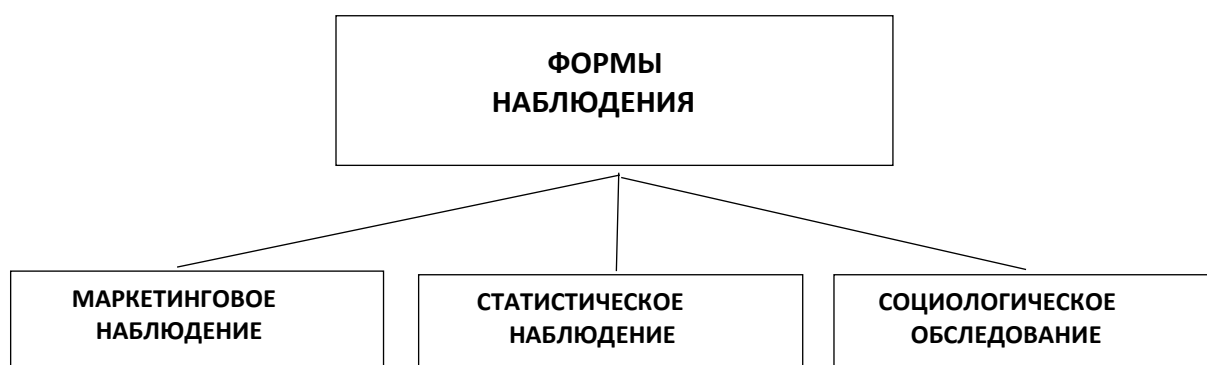 ФОРМЫ
НАБЛЮДЕНИЯ
МАРКЕТИНГОВОЕ
НАБЛЮДЕНИЕ
СТАТИСТИЧЕСКОЕ
НАБЛЮДЕНИЕ
СОЦИОЛОГИЧЕСКОЕ
ОБСЛЕДОВАНИЕ